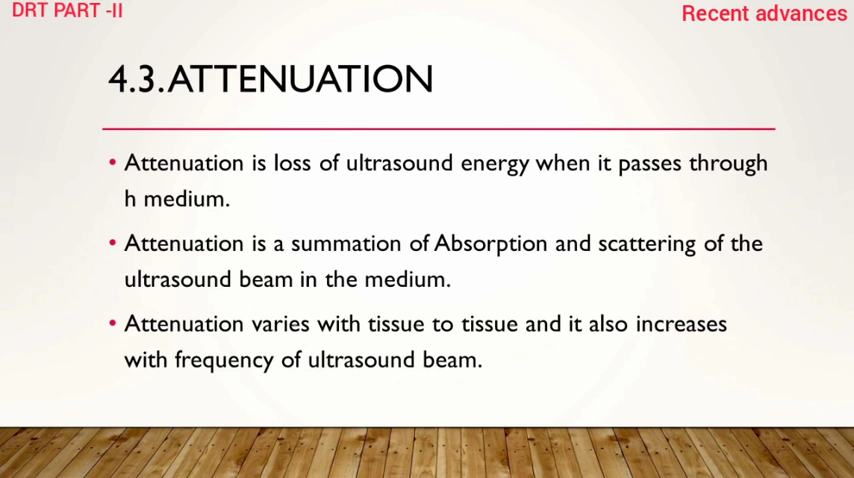 DRT PART -II
Recent advances
4.3.ATTENUATION
• Attenuation is loss of ultrasound energy when it passes through
h medium.
• Attenuation is a summation of Absorption and scattering of the
ultrasound beam in the medium.
• Attenuation varies with tissue to tissue and it also increases
with frequency of ultrasound beam.